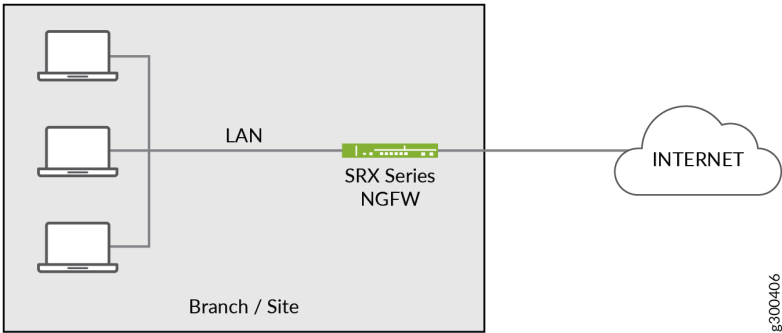 LAN
SRX Series
NGFW
INTERNET
Branch / Site
g300406